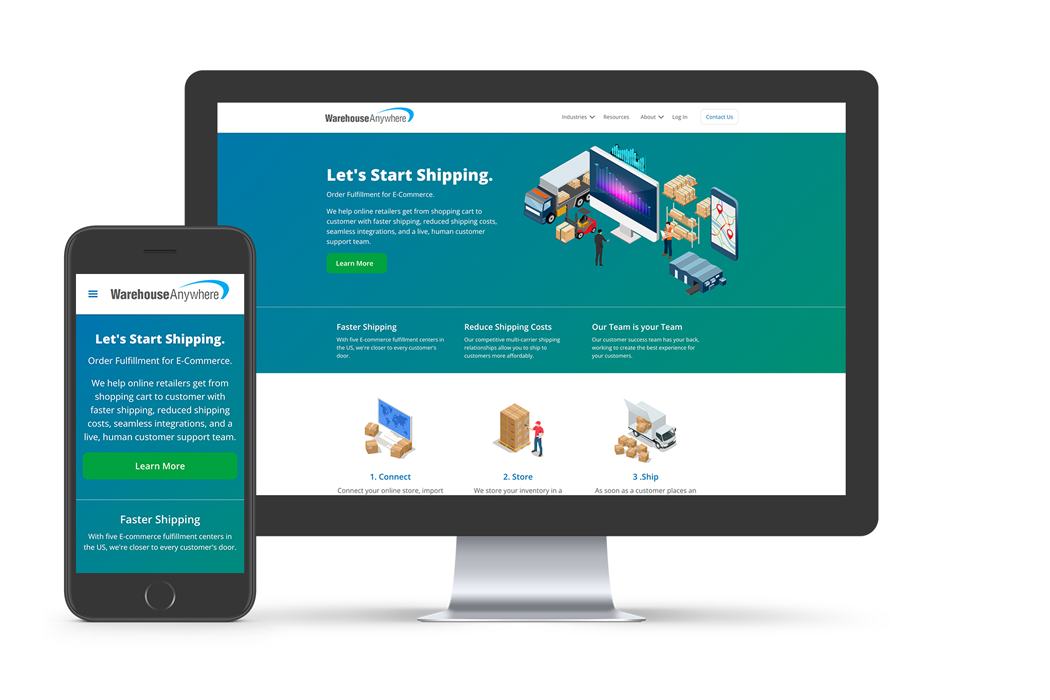 WarehouseAnywhere
Industries
Resources
About
Log In
Contact Us
Let's Start Shipping.
Order Fulfillment for E-Commerce.
We help online retailers get from shopping cart to
customer with faster shipping, reduced shipping costs,
seamless integrations, and a live, human customer
support team.
Learn More
Faster Shipping
With five E-commerce fulfillment centers in
the US, we're closer to every customer's
door.
Reduce Shipping Costs
Our competitive multi-carrier shipping
relationships allow you to ship to
customers more affordably.
Our Team is your Team
Our customer success team has your back,
working to create the best experience for
your customers.
1. Connect
Connect your online store, import
2. Store
We store your inventory in a
3 .Ship
As soon as a customer places an
WarehouseAnywhere
Let's Start Shipping.
Order Fulfillment for E-Commerce.
We help online retailers get from
shopping cart to customer with
faster shipping, reduced shipping
costs, seamless integrations, and a
live, human customer support team.
Learn More
Faster Shipping
With five E-commerce fulfillment centers in
the US, we're closer to every customer's door.